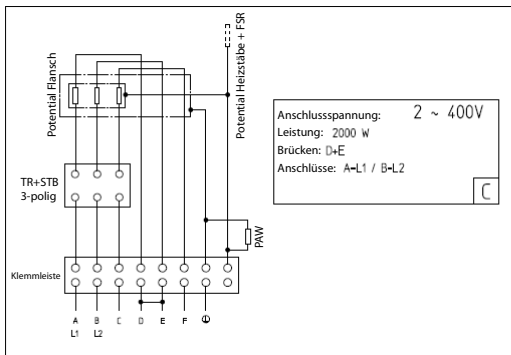 Potential Flansch
Potential Heizstäbe + FSR
TR+STB
3-polig
PAW
Klemmleiste
A B C D E F
L1 L2
Anschlussspannung: 2 ~ 400V
Leistung: 2000 W
Brücken: D+E
Anschlüsse: A-L1 / B-L2
C